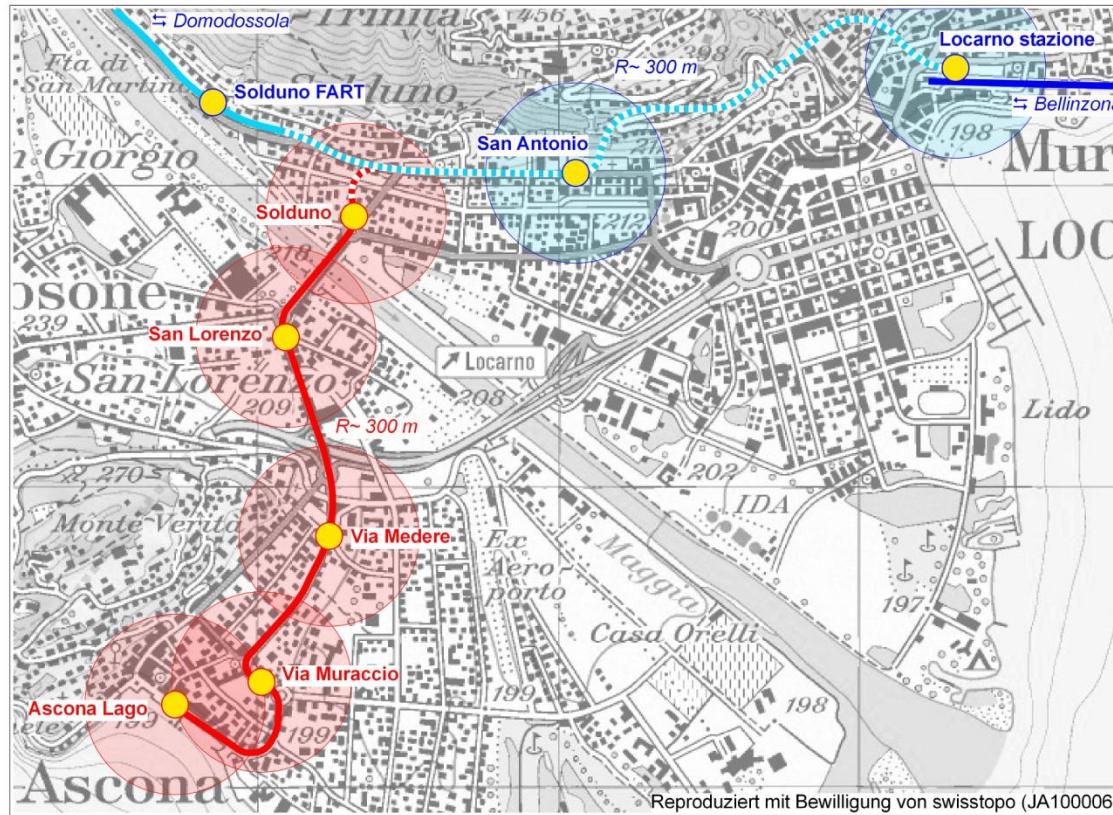 ⇆ Domodossola
Trinità
456
Locarno stazione
Fta di
San Martino
R~ 300 m
398
Solduno FART
Solduno
⇆ Bellinzona
198
n Giorgio
San Antonio
212
Mur
Solduno
212
200
LOC
218
osone
239
San Lorenzo
Locarno
San Lorenzo
208
209
R~ 300 m
Lido
202
270
IDA
Monte Verità
Via Medere
Ex
Aero-
porto
Maggia
197
Casa Orelli
Via Muraccio
Ascona Lago
199
199
199
198
Ascona
Reproduziert mit Bewilligung von swisstopo (JA100006